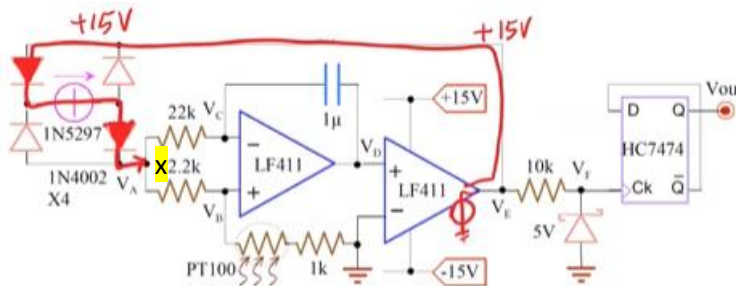 +15V
+15V
1N5297
1N4002
X4
V_A
X
22k
2.2k
V_C
V_B
1µ
LF411
V_D
PT100
1k
+15V
LF411
-15V
V_E
10k
V_F
5V
D
Q
HC7474
Ck
Q̅
Vou